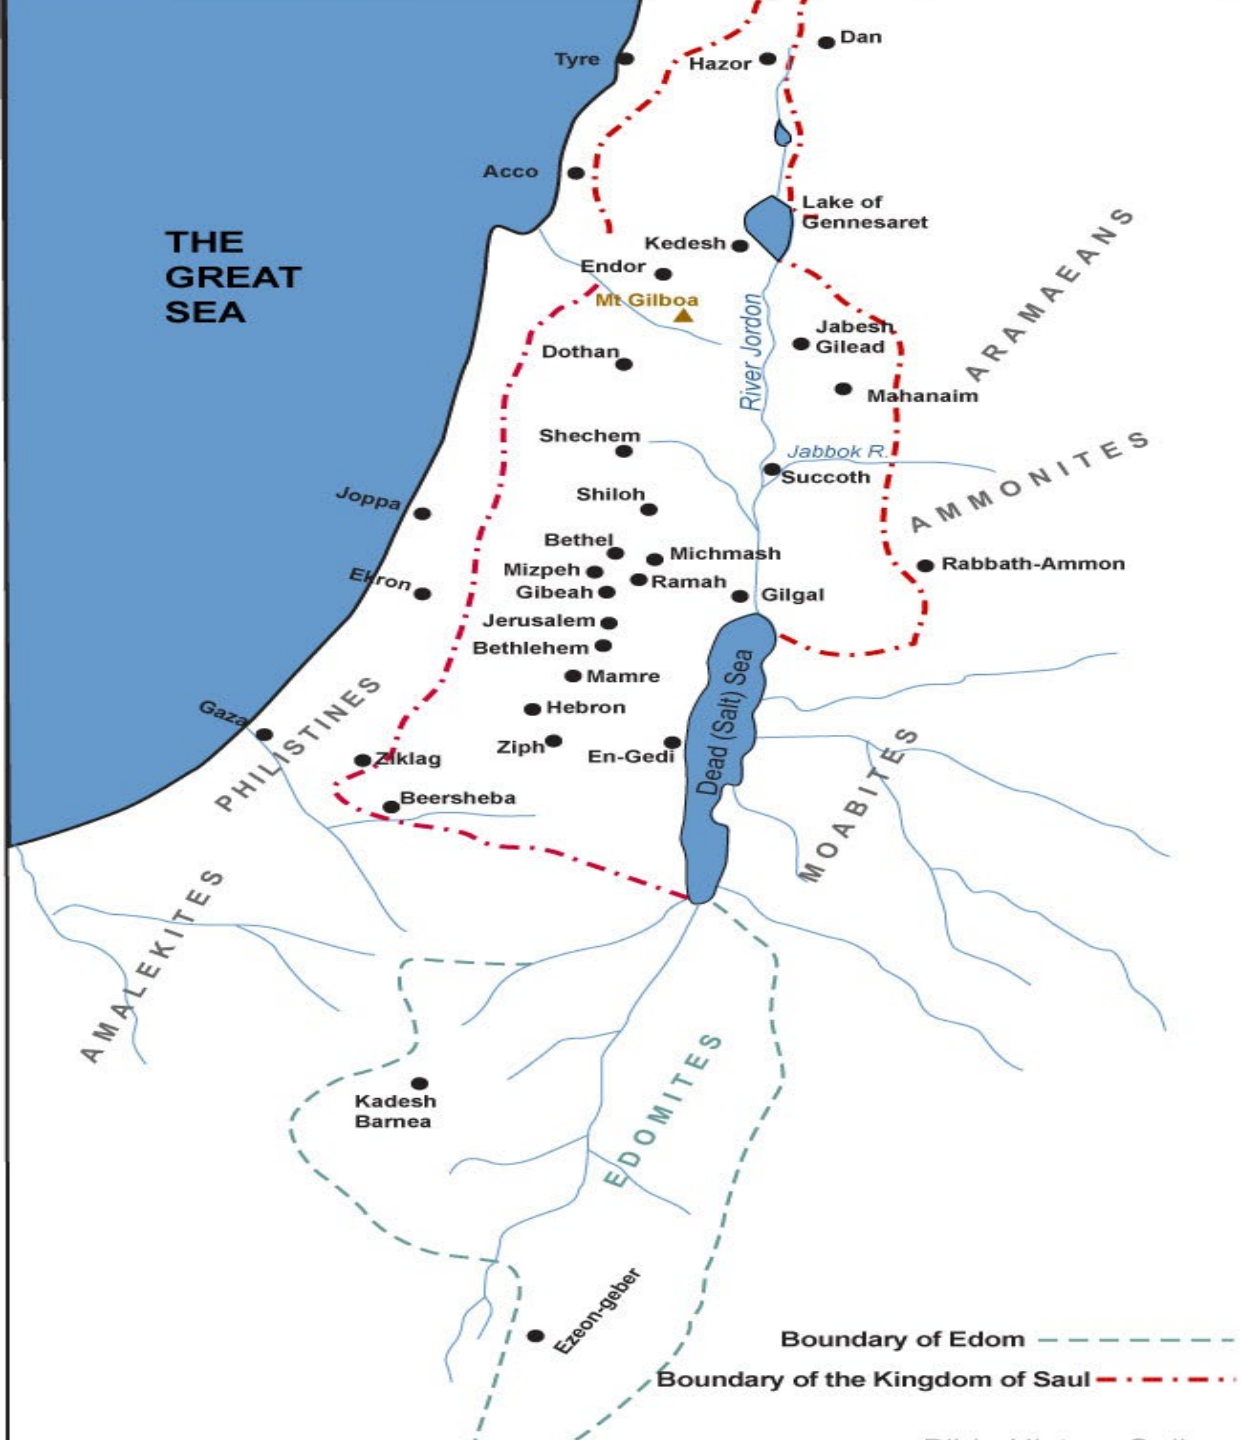 Dan
Tyre
Hazor
Acco
Lake of
Gennesaret
THE
GREAT
SEA
Kedesh
Endor
Mt Gilboa
ARAMAEANS
River Jordon
Jabesh
Gilead
Dothan
Mahanaim
Shechem
Jabbok R.
Succoth
AMMONITES
Joppa
Shiloh
Bethel
Michmash
Rabbath-Ammon
Mizpeh
Ramah
Ekron
Gibeah
Gilgal
Jerusalem
Bethlehem
Mamre
Dead (Salt) Sea
Hebron
Gaza
PHILISTINES
Ziph
En-Gedi
Ziklag
Beersheba
MOABITES
AMALEKITES
EDOMITES
Kadesh
Barnea
Ezeon-geber
Boundary of Edom
Boundary of the Kingdom of Saul